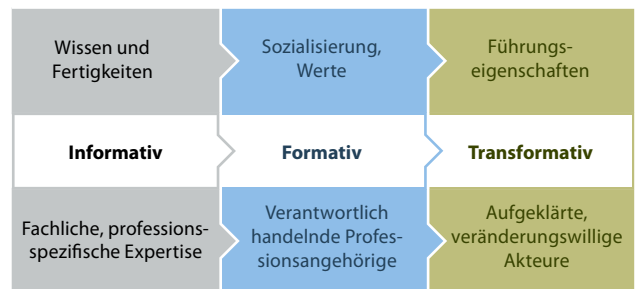 Wissen und
Fertigkeiten
Sozialisierung,
Werte
Führungs-
eigenschaften
Informativ
Formativ
Transformativ
Fachliche, professions-
spezifische Expertise
Verantwortlich
handelnde Profes-
sionsangehörige
Aufgeklärte,
veränderungswillige
Akteure